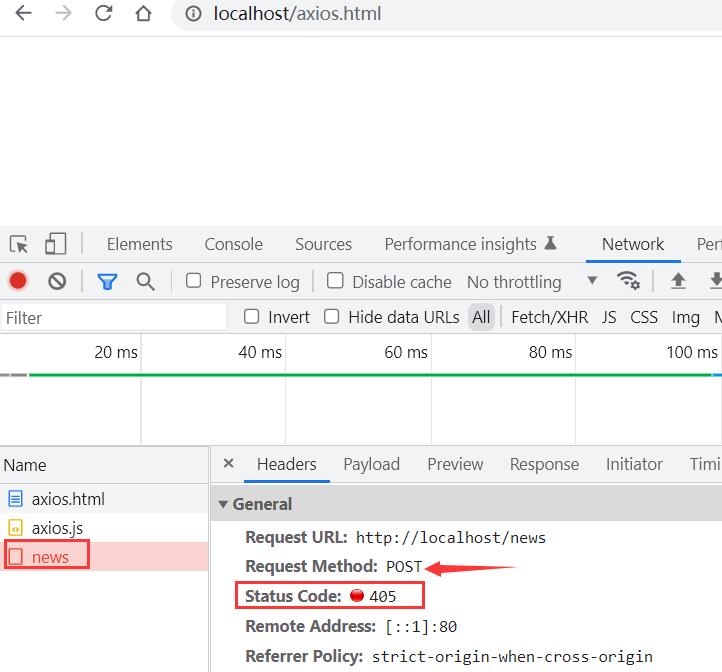 localhost/axios.html
Elements Console Sources Performance insights Network Per
Preserve log Disable cache No throttling
Filter Invert Hide data URLs All Fetch/XHR JS CSS Img
20 ms 40 ms 60 ms 80 ms 100 ms
Name × Headers Payload Preview Response Initiator Timi
axios.html
General
axios.js
Request URL: http://localhost/news
news
Request Method: POST
Status Code: 405
Remote Address: [::1]:80
Referrer Policy: strict-origin-when-cross-origin